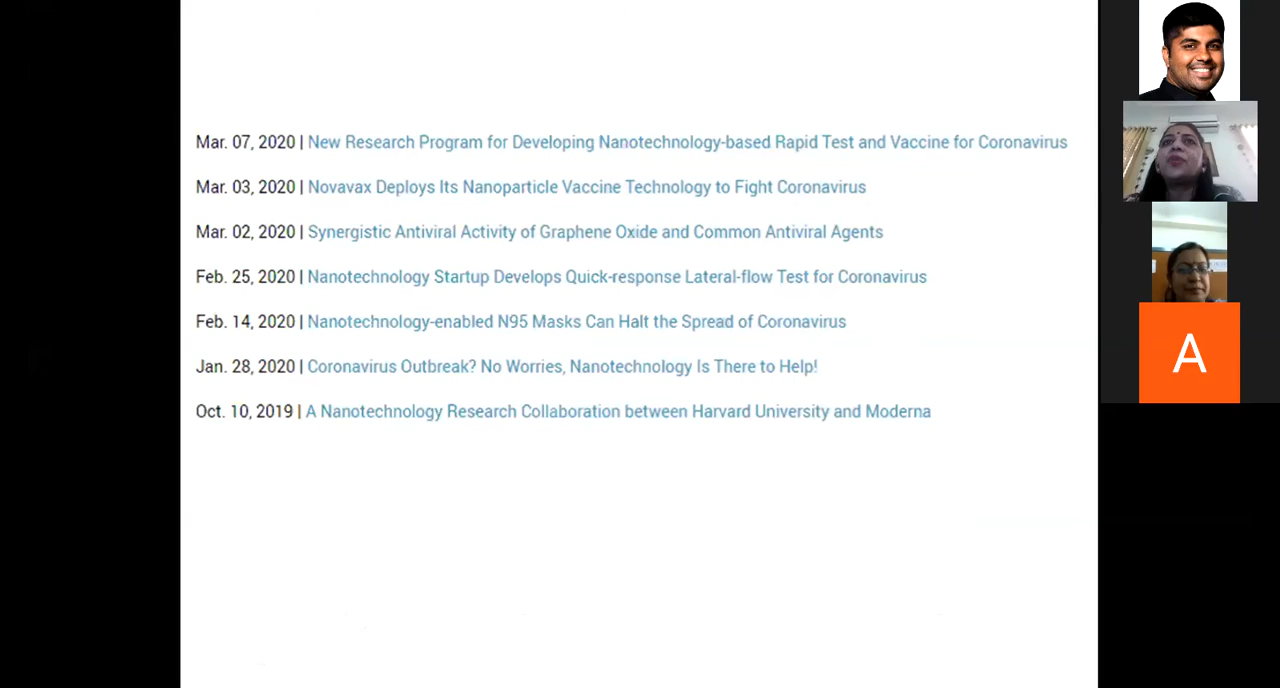 Mar. 07, 2020 | New Research Program for Developing Nanotechnology-based Rapid Test and Vaccine for Coronavirus
Mar. 03, 2020 | Novavax Deploys Its Nanoparticle Vaccine Technology to Fight Coronavirus
Mar. 02, 2020 | Synergistic Antiviral Activity of Graphene Oxide and Common Antiviral Agents
Feb. 25, 2020 | Nanotechnology Startup Develops Quick-response Lateral-flow Test for Coronavirus
Feb. 14, 2020 | Nanotechnology-enabled N95 Masks Can Halt the Spread of Coronavirus
Jan. 28, 2020 | Coronavirus Outbreak? No Worries, Nanotechnology Is There to Help!
Oct. 10, 2019 | A Nanotechnology Research Collaboration between Harvard University and Moderna
A